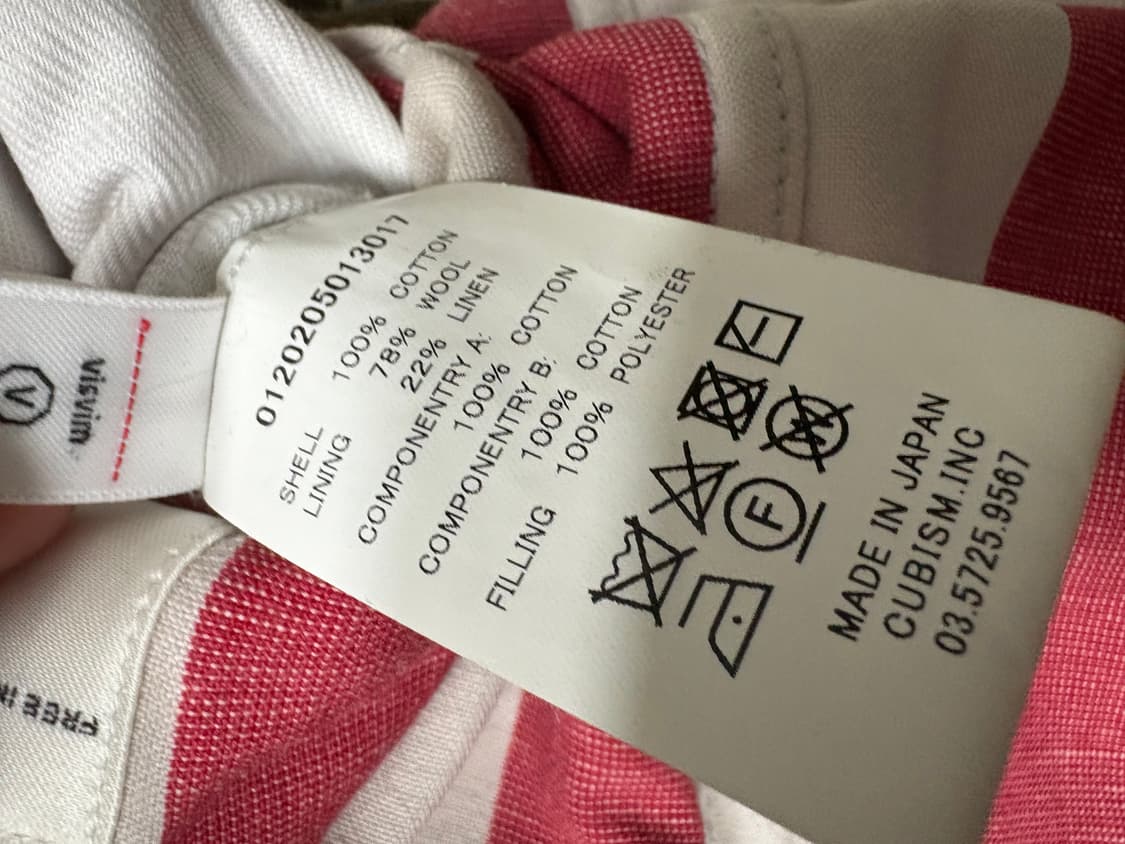 0120205013017
SHELL 100% COTTON
LINING 78% WOOL
22% LINEN
COMPONENTRY A:
100% COTTON
COMPONENTRY B:
100% COTTON
FILLING 100% POLYESTER
F
W
MADE IN JAPAN
CUBISM.INC
03.5725.9567
V
visvim
FREE